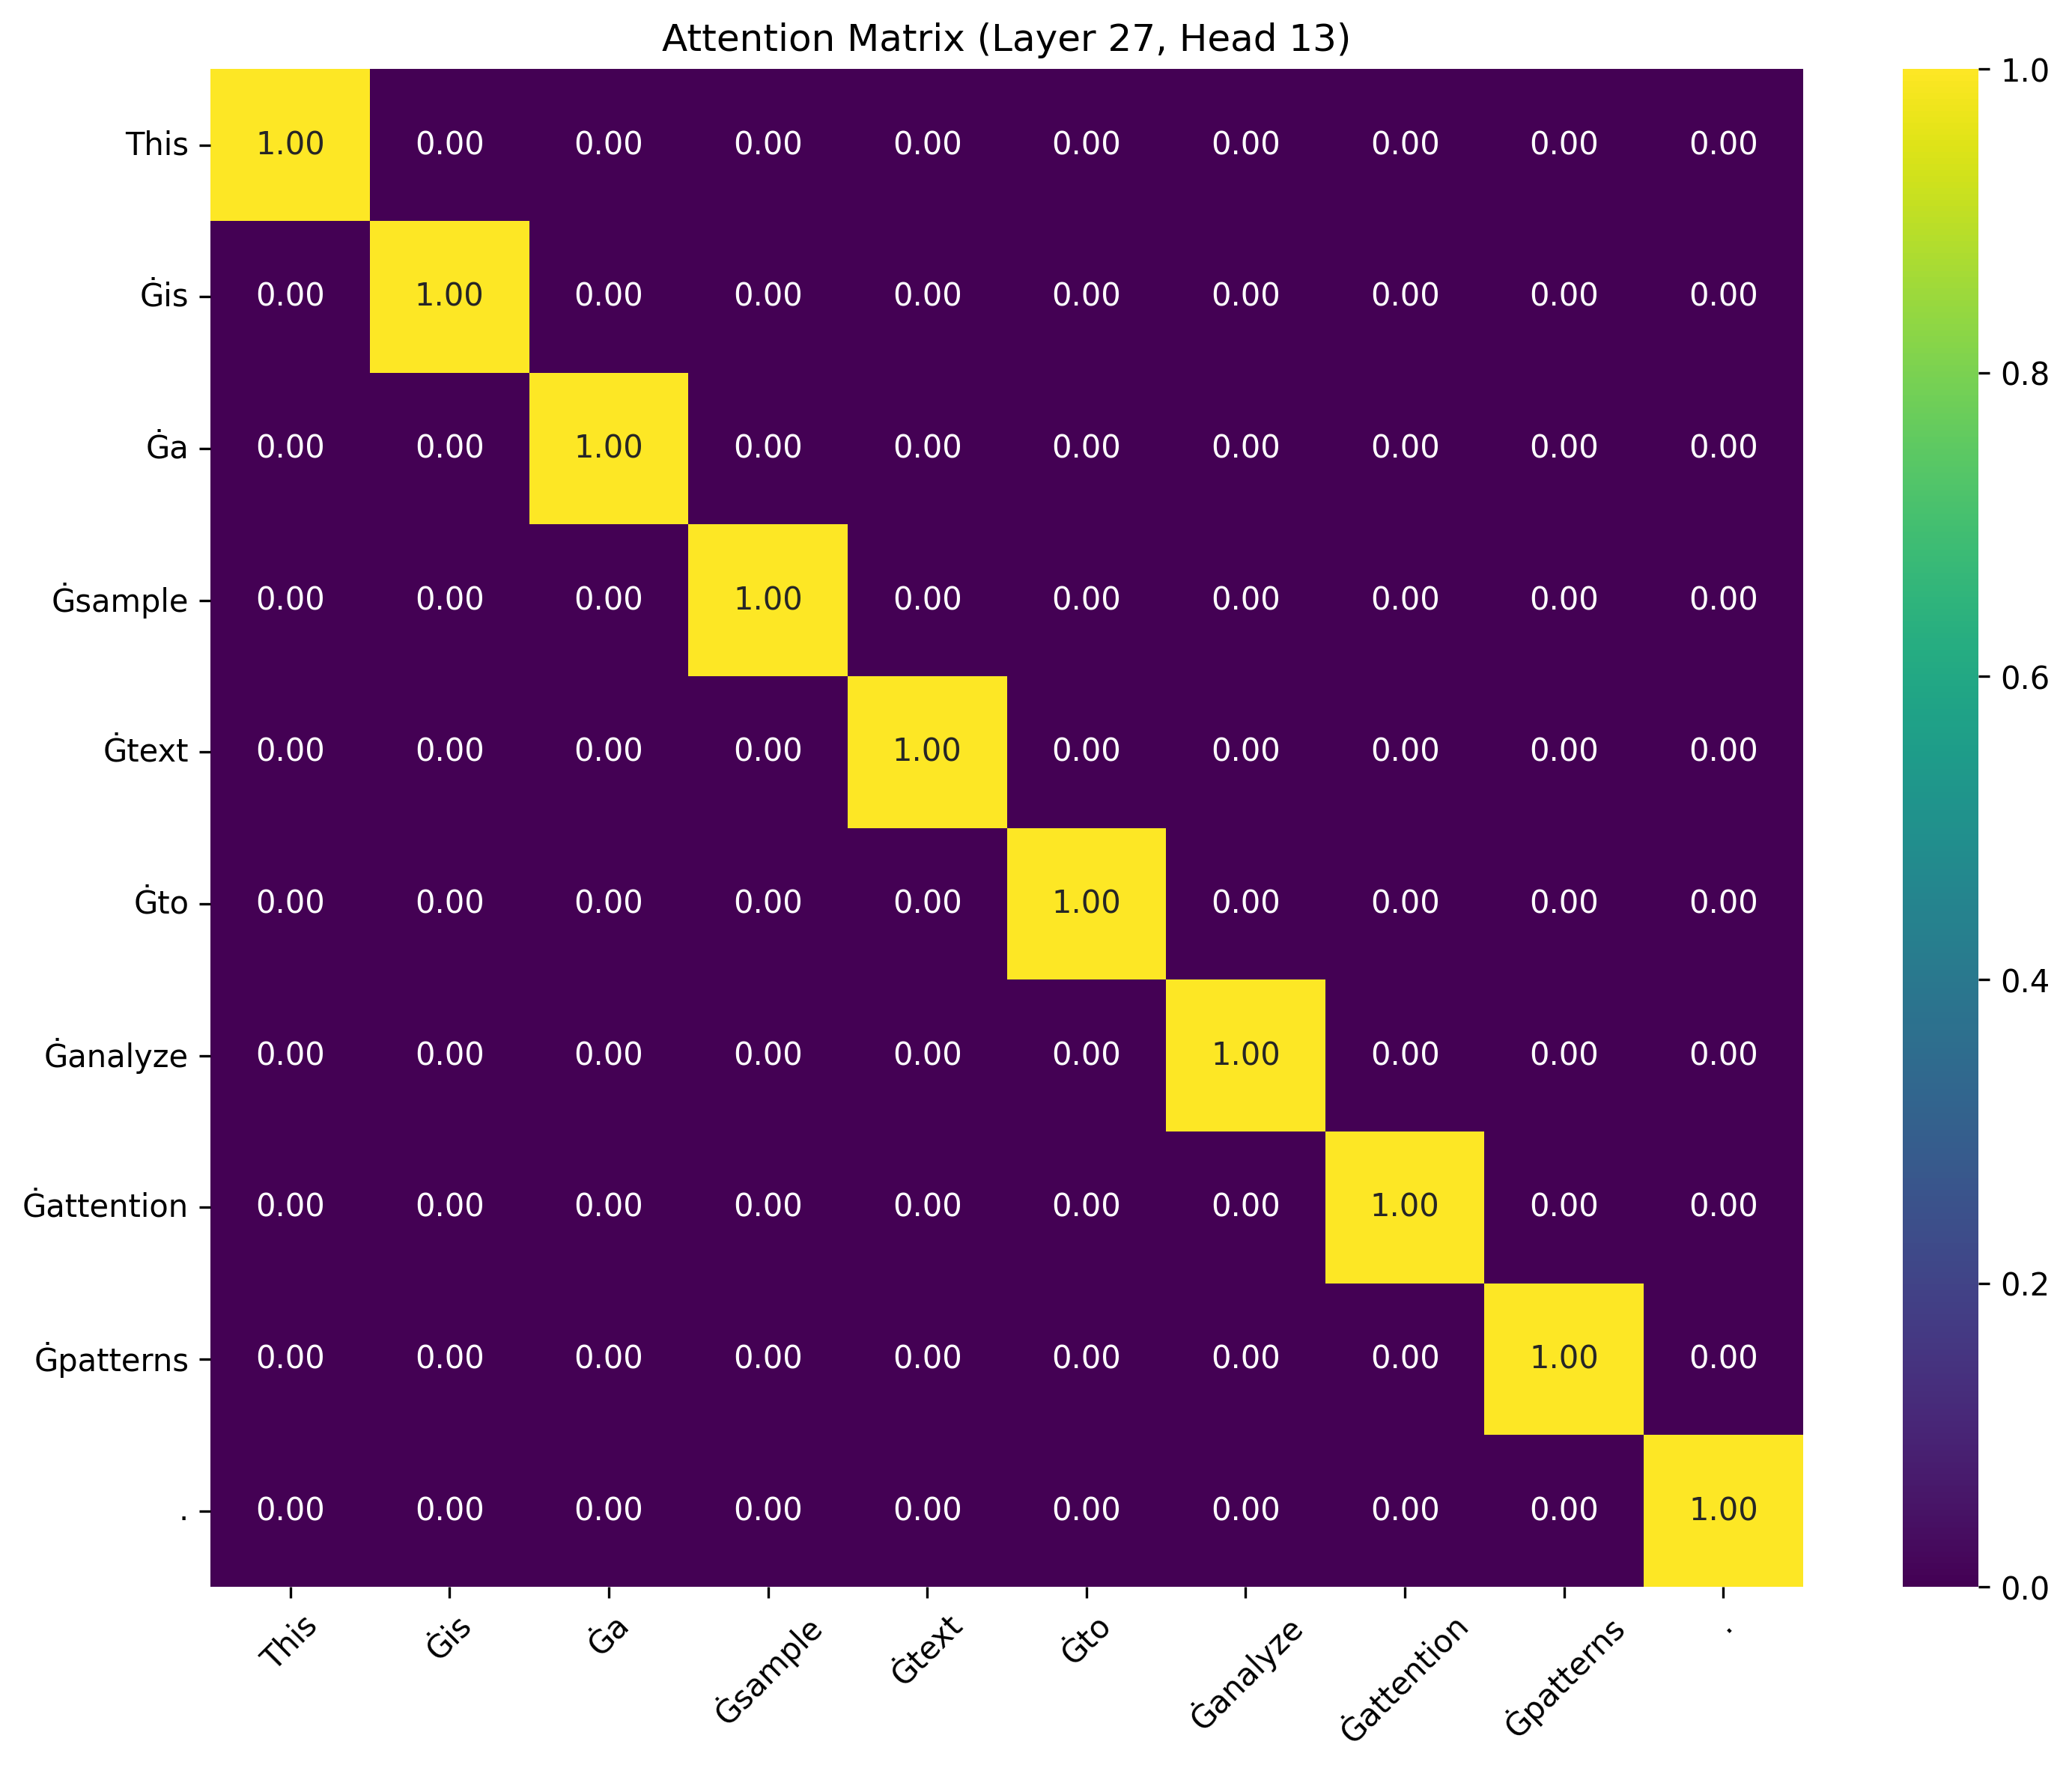 Attention Matrix (Layer 27, Head 13)
This 1.00 0.00 0.00 0.00 0.00 0.00 0.00 0.00 0.00 0.00
Ġis 0.00 1.00 0.00 0.00 0.00 0.00 0.00 0.00 0.00 0.00
Ġa 0.00 0.00 1.00 0.00 0.00 0.00 0.00 0.00 0.00 0.00
Ġsample 0.00 0.00 0.00 1.00 0.00 0.00 0.00 0.00 0.00 0.00
Ġtext 0.00 0.00 0.00 0.00 1.00 0.00 0.00 0.00 0.00 0.00
Ġto 0.00 0.00 0.00 0.00 0.00 1.00 0.00 0.00 0.00 0.00
Ġanalyze 0.00 0.00 0.00 0.00 0.00 0.00 1.00 0.00 0.00 0.00
Ġattention 0.00 0.00 0.00 0.00 0.00 0.00 0.00 1.00 0.00 0.00
Ġpatterns 0.00 0.00 0.00 0.00 0.00 0.00 0.00 0.00 1.00 0.00
. 0.00 0.00 0.00 0.00 0.00 0.00 0.00 0.00 0.00 1.00
This Ġis Ġa Ġsample Ġtext Ġto Ġanalyze Ġattention Ġpatterns .
1.0
0.8
0.6
0.4
0.2
0.0